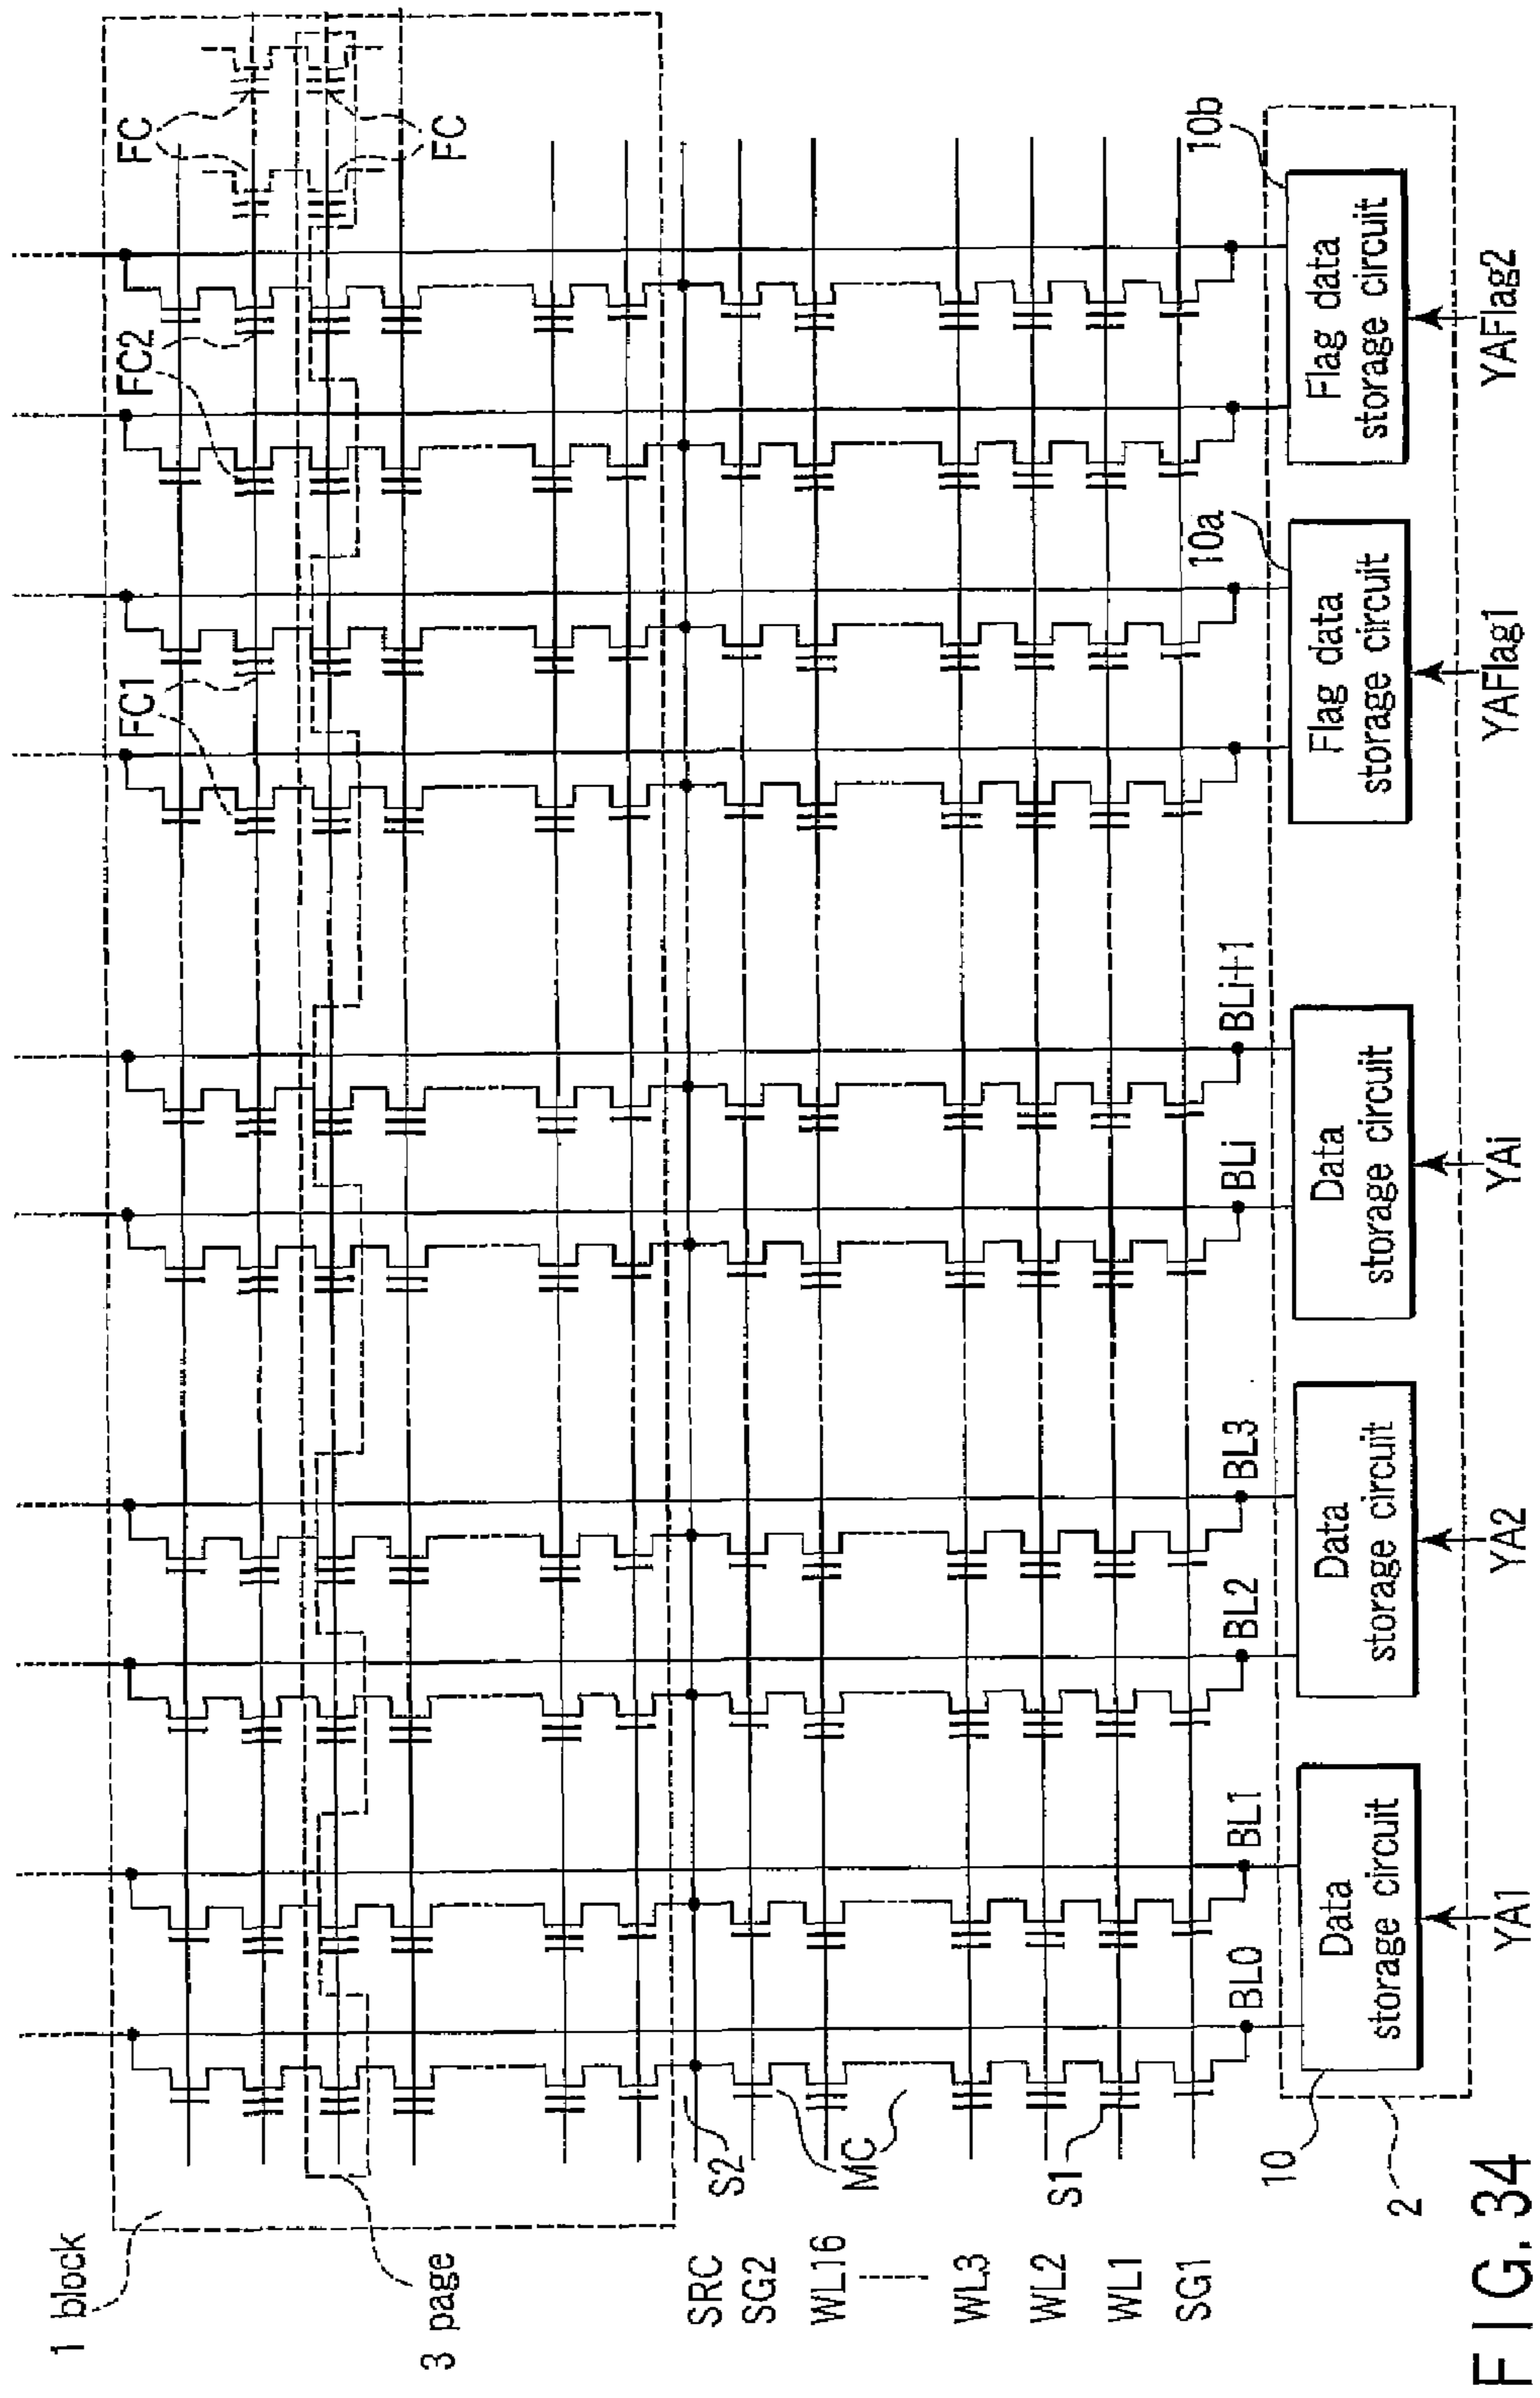 1 block
3 page
FC1
FC2
FC
FC
SRC
S2
SG2
WL16
MC
WL3
WL2
S1
WL1
SG1
BL0
BL1
BL2
BL3
BLi
BLi+1
10
10a
10b
2
Data
storage circuit
Data
storage circuit
Data
storage circuit
Flag data
storage circuit
Flag data
storage circuit
YA1
YA2
YAi
YAFlag1
YAFlag2
FIG. 34